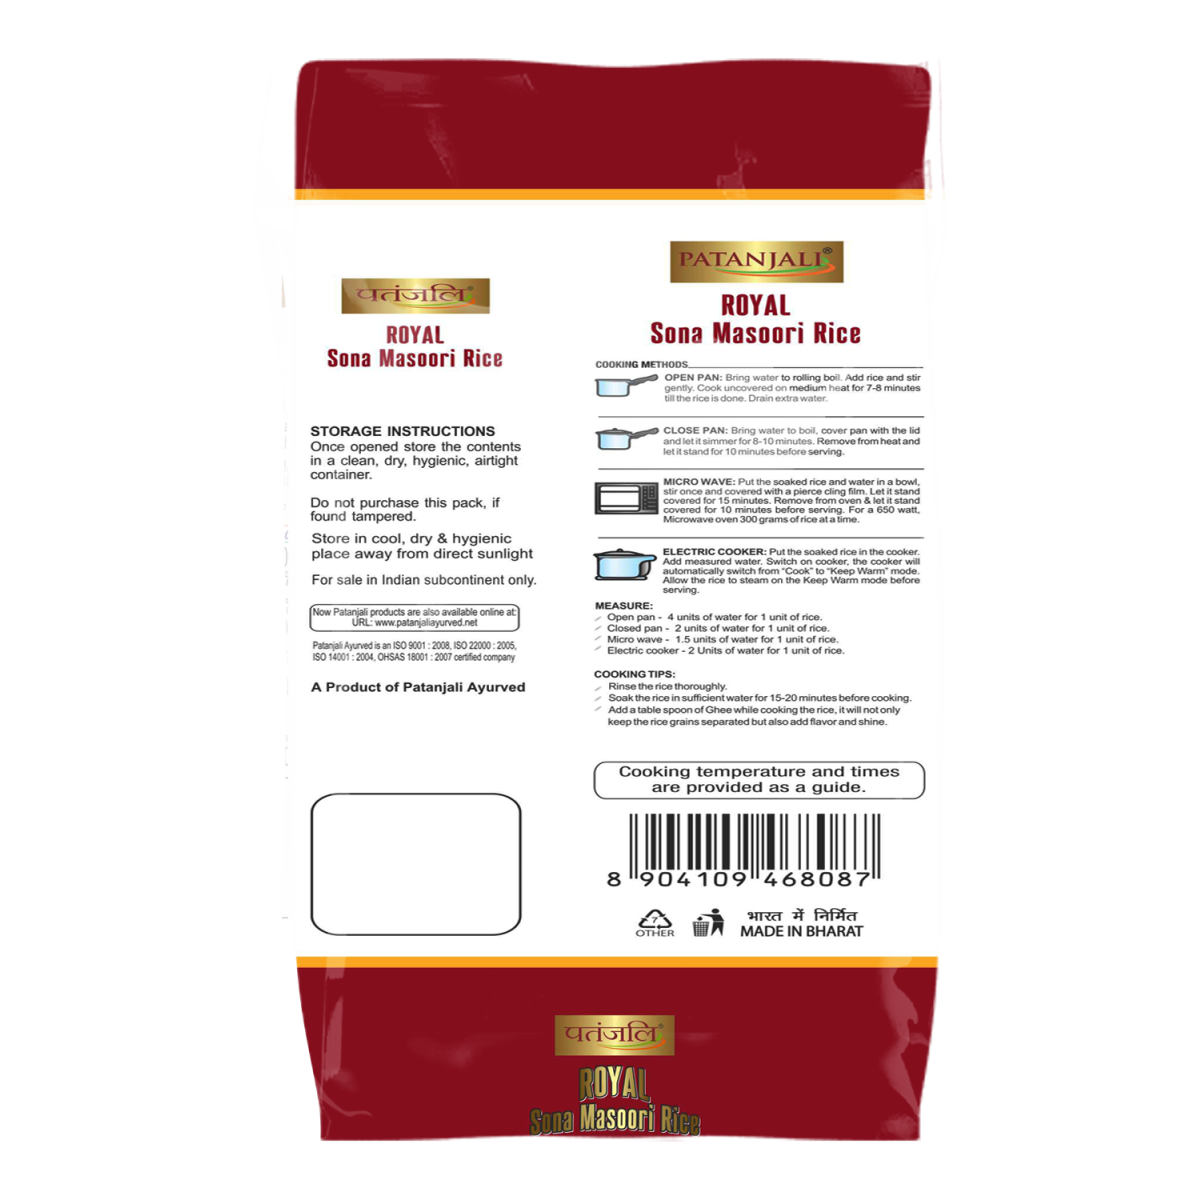 पतंजलि®
ROYAL
Sona Masoori Rice
STORAGE INSTRUCTIONS
Once opened store the contents
in a clean, dry, hygienic, airtight
container.
Do not purchase this pack, if
found tampered.
Store in cool, dry & hygienic
place away from direct sunlight
For sale in Indian subcontinent only.
Now Patanjali products are also available online at:
URL: www.patanjaliayurved.net
Patanjali Ayurved is an ISO 9001 : 2008, ISO 22000 : 2005,
ISO 14001 : 2004, OHSAS 18001 : 2007 certified company
A Product of Patanjali Ayurved
PATANJALI®
ROYAL
Sona Masoori Rice
COOKING METHODS
OPEN PAN: Bring water to rolling boil. Add rice and stir
gently. Cook uncovered on medium heat for 7-8 minutes
till the rice is done. Drain extra water.
CLOSE PAN: Bring water to boil, cover pan with the lid
and let it simmer for 8-10 minutes. Remove from heat and
let it stand for 10 minutes before serving.
MICRO WAVE: Put the soaked rice and water in a bowl,
stir once and covered with a pierce cling film. Let it stand
covered for 15 minutes. Remove from oven & let it stand
covered for 10 minutes before serving. For a 650 watt,
Microwave oven 300 grams of rice at a time.
ELECTRIC COOKER: Put the soaked rice in the cooker.
Add measured water. Switch on cooker, the cooker will
automatically switch from “Cook” to “Keep Warm” mode.
Allow the rice to steam on the Keep Warm mode before
serving.
MEASURE:
Open pan - 4 units of water for 1 unit of rice.
Closed pan - 2 units of water for 1 unit of rice.
Micro wave - 1.5 units of water for 1 unit of rice.
Electric cooker - 2 Units of water for 1 unit of rice.
COOKING TIPS:
Rinse the rice thoroughly.
Soak the rice in sufficient water for 15-20 minutes before cooking.
Add a table spoon of Ghee while cooking the rice, it will not only
keep the rice grains separated but also add flavor and shine.
Cooking temperature and times
are provided as a guide.
8 904109 468087
7
OTHER
भारत में निर्मित
MADE IN BHARAT
पतंजलि®
ROYAL
Sona Masoori Rice